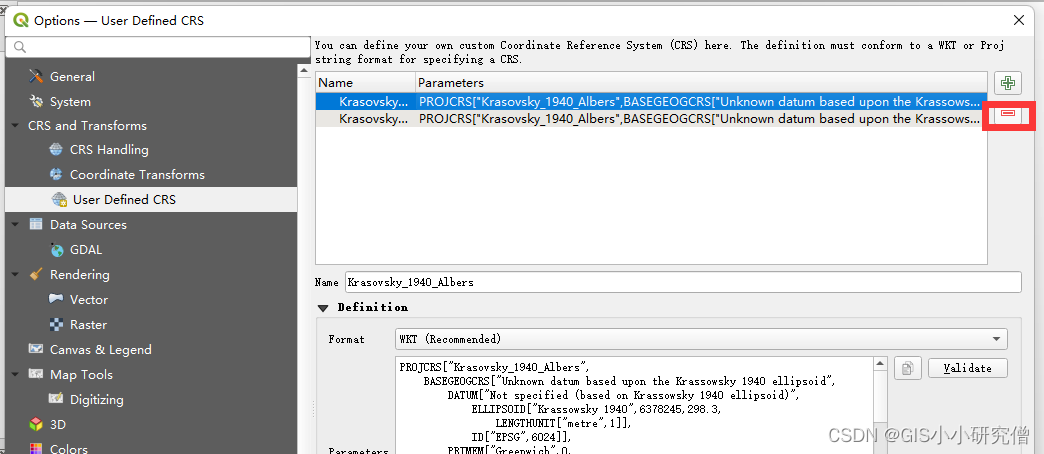 Options — User Defined CRS
You can define your own custom Coordinate Reference System (CRS) here. The definition must conform to a WKT or Proj
string format for specifying a CRS.
General
System
CRS and Transforms
CRS Handling
Coordinate Transforms
User Defined CRS
Data Sources
GDAL
Rendering
Vector
Raster
Canvas & Legend
Map Tools
Digitizing
3D
Colors
Name Parameters
Krasovsky... PROJCRS["Krasovsky_1940_Albers",BASEGEOGCRS["Unknown datum based upon the Krassows...
Krasovsky... PROJCRS["Krasovsky_1940_Albers",BASEGEOGCRS["Unknown datum based upon the Krassows...
Name Krasovsky_1940_Albers
Definition
Format WKT (Recommended)
PROJCRS["Krasovsky_1940_Albers",
BASEGEOGCRS["Unknown datum based upon the Krassowsky 1940 ellipsoid",
DATUM["Not specified (based on Krassowsky 1940 ellipsoid)",
ELLIPSOID["Krassowsky 1940",6378245,298.3,
LENGTHUNIT["metre",1]],
ID["EPSG",6024]],
PRIMEM["Greenwich",0,
Validate
Parameters
CSDN @GIS小小研究僧